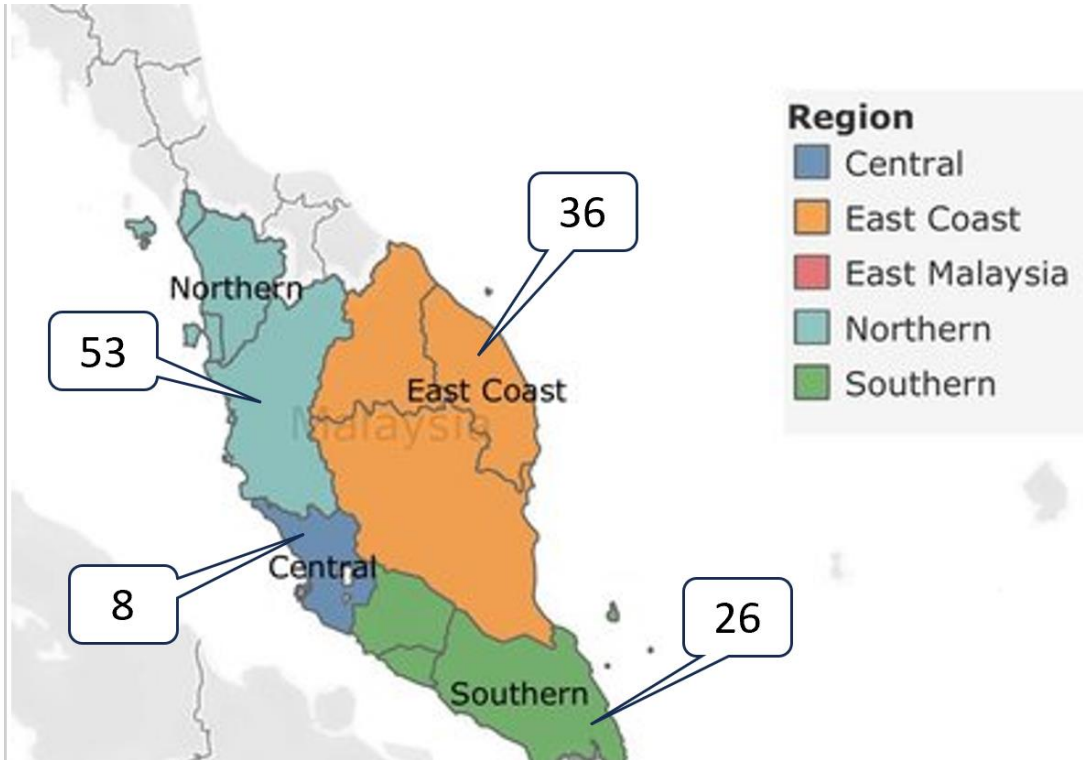 Region
Central
East Coast
East Malaysia
Northern
Southern
36
Northern
53
East Coast
Malaysia
Central
8
26
Southern